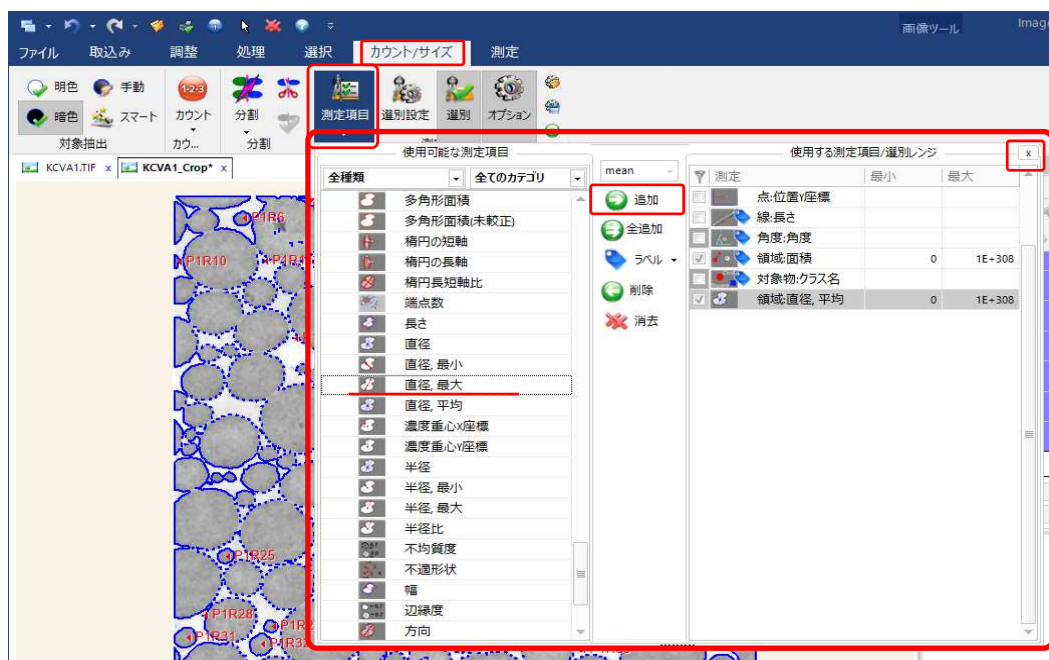 画像ツール
Imag
ファイル 取込み 調整 処理 選択 カウント/サイズ 測定
明色 手動
暗色 スマート
対象抽出
1-2-3
カウント
カウ...
分割
分割
測定項目 選別設定 選別 オプション
KCVA1.TIF x KCVA1_Crop* x
使用可能な測定項目
全種類 全てのカテゴリ
多角形面積
多角形面積(未較正)
楕円の短軸
楕円の長軸
楕円長短軸比
端点数
長さ
直径
直径, 最小
直径, 最大
直径, 平均
濃度重心X座標
濃度重心Y座標
半径
半径, 最小
半径, 最大
半径比
不均質度
不適形状
幅
辺縁度
方向
mean
追加
全追加
ラベル
削除
消去
使用する測定項目/選別レンジ x
測定 最小 最大
点:位置Y座標
線:長さ
角度:角度
領域:面積 0 1E+308
対象物:クラス名
領域:直径, 平均 0 1E+308
P1R6
P1R10
P1R25
P1R28
P1R31